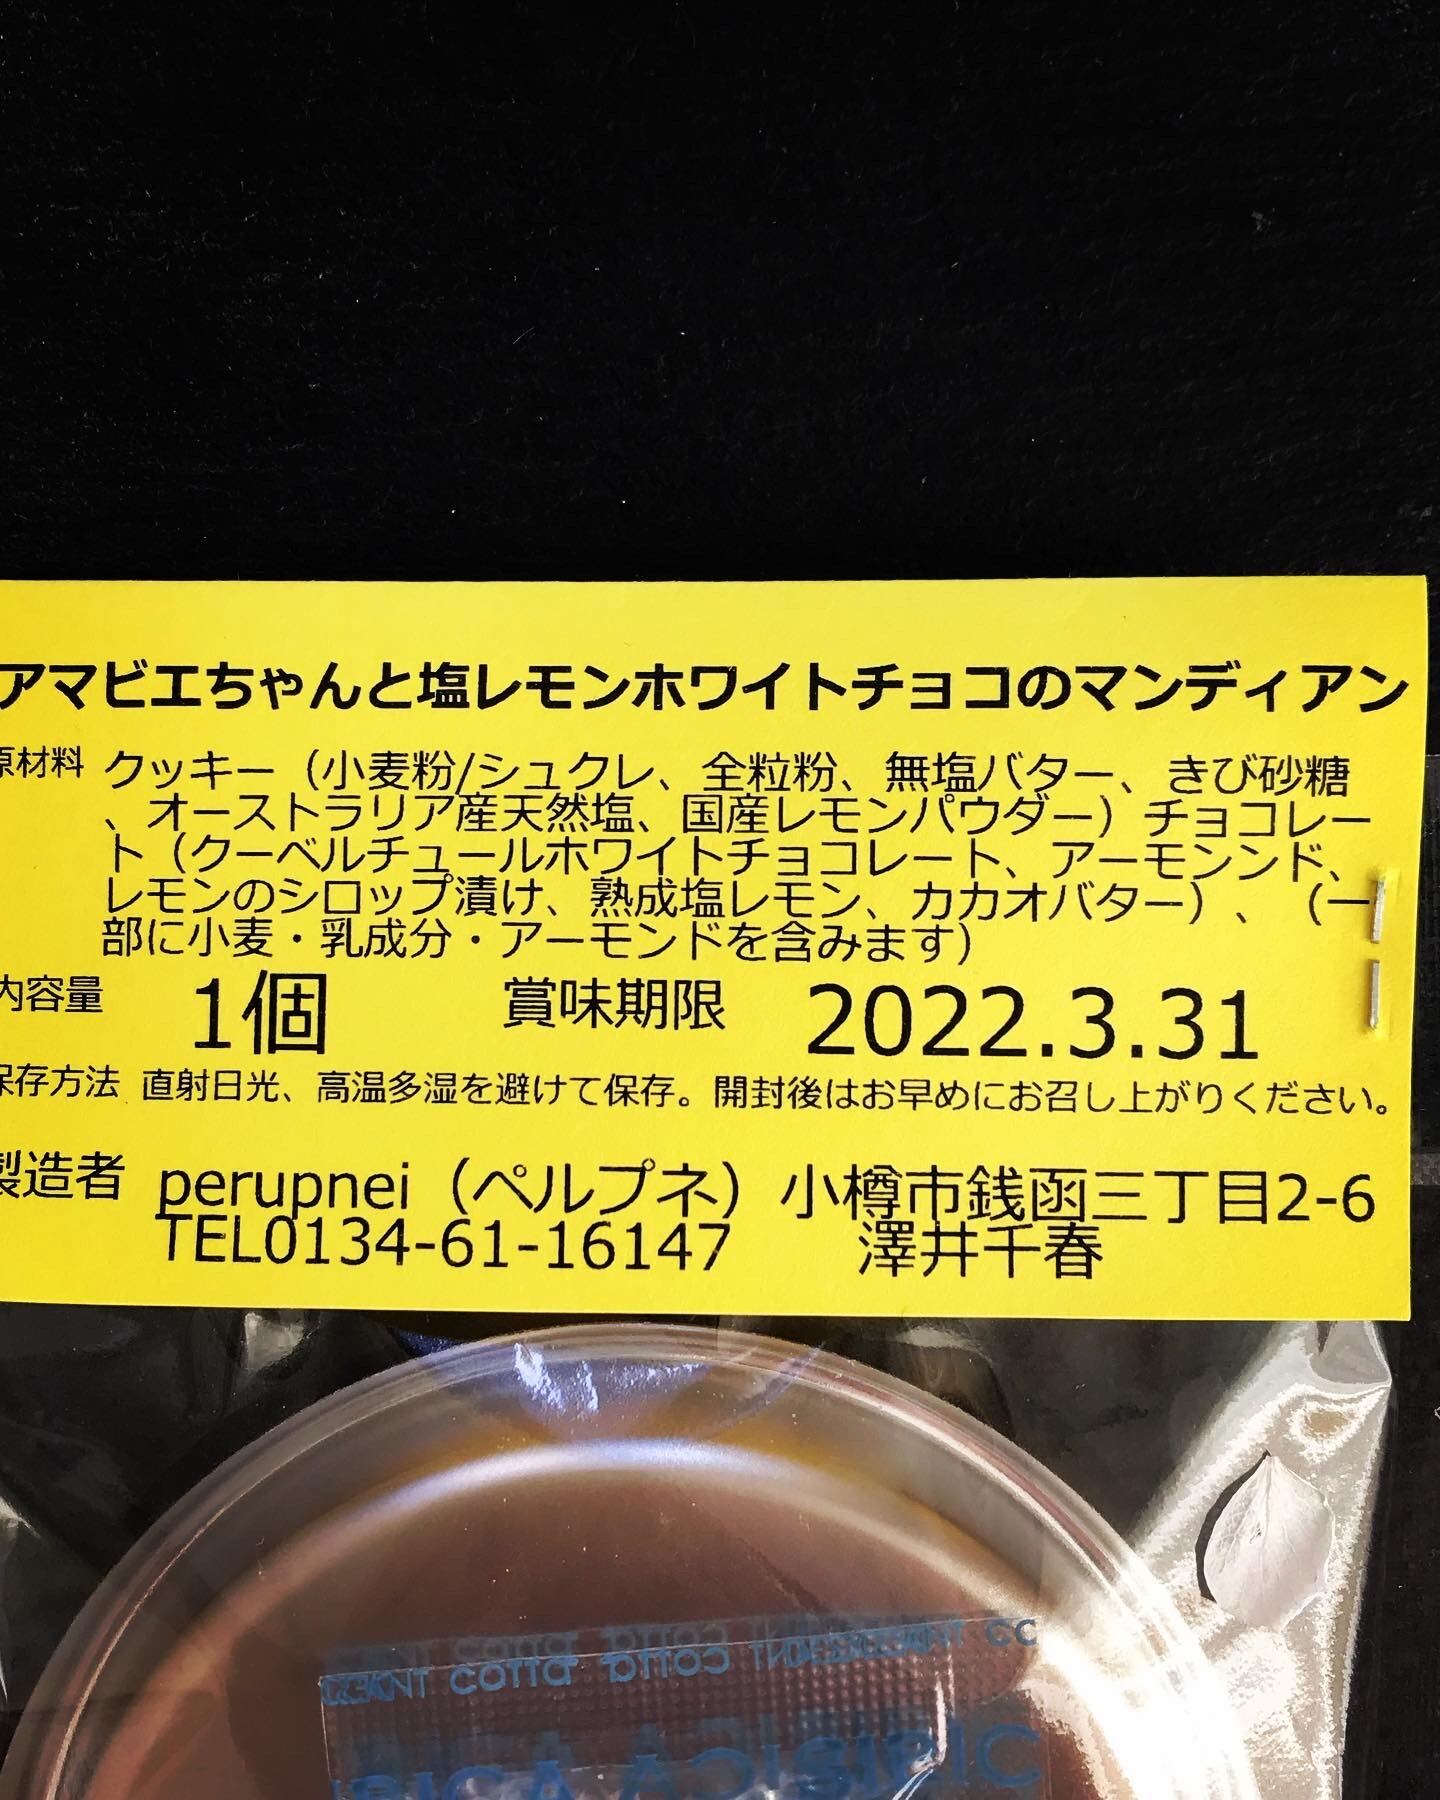 アマビエちゃんと塩レモンホワイトチョコのマンディアン
原材料 クッキー（小麦粉/シュクレ、全粒粉、無塩バター、きび砂糖
、オーストラリア産天然塩、国産レモンパウダー）チョコレー
ト（クーベルチュールホワイトチョコレート、アーモンンド、
レモンのシロップ漬け、熟成塩レモン、カカオバター）、（一
部に小麦・乳成分・アーモンドを含みます）
内容量 1個 賞味期限 2022.3.31
保存方法 直射日光、高温多湿を避けて保存。開封後はお早めにお召し上がりください。
製造者 perupnei（ペルプネ）小樽市銭函三丁目2-6
TEL0134-61-16147 澤井千春
cotta